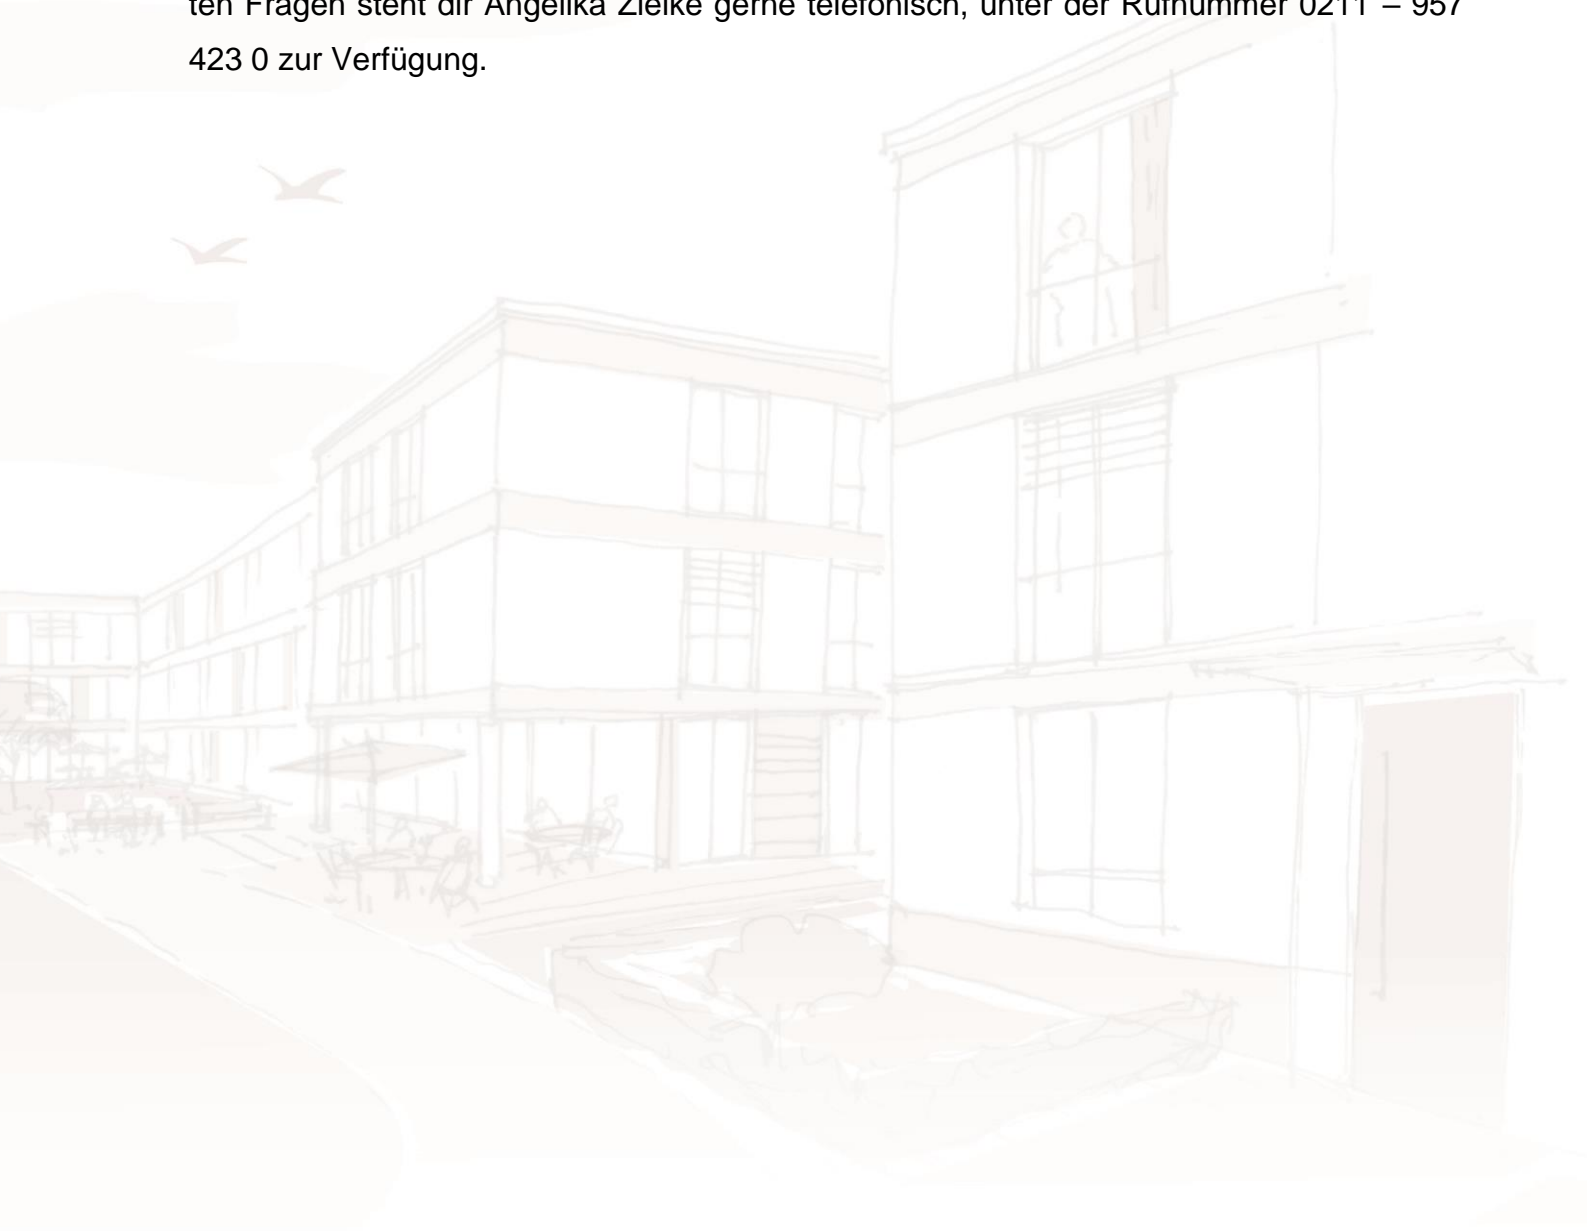 ten Fragen steht dir Angelika Zielke gerne telefonisch, unter der Rufnummer 0211 – 957
423 0 zur Verfügung.